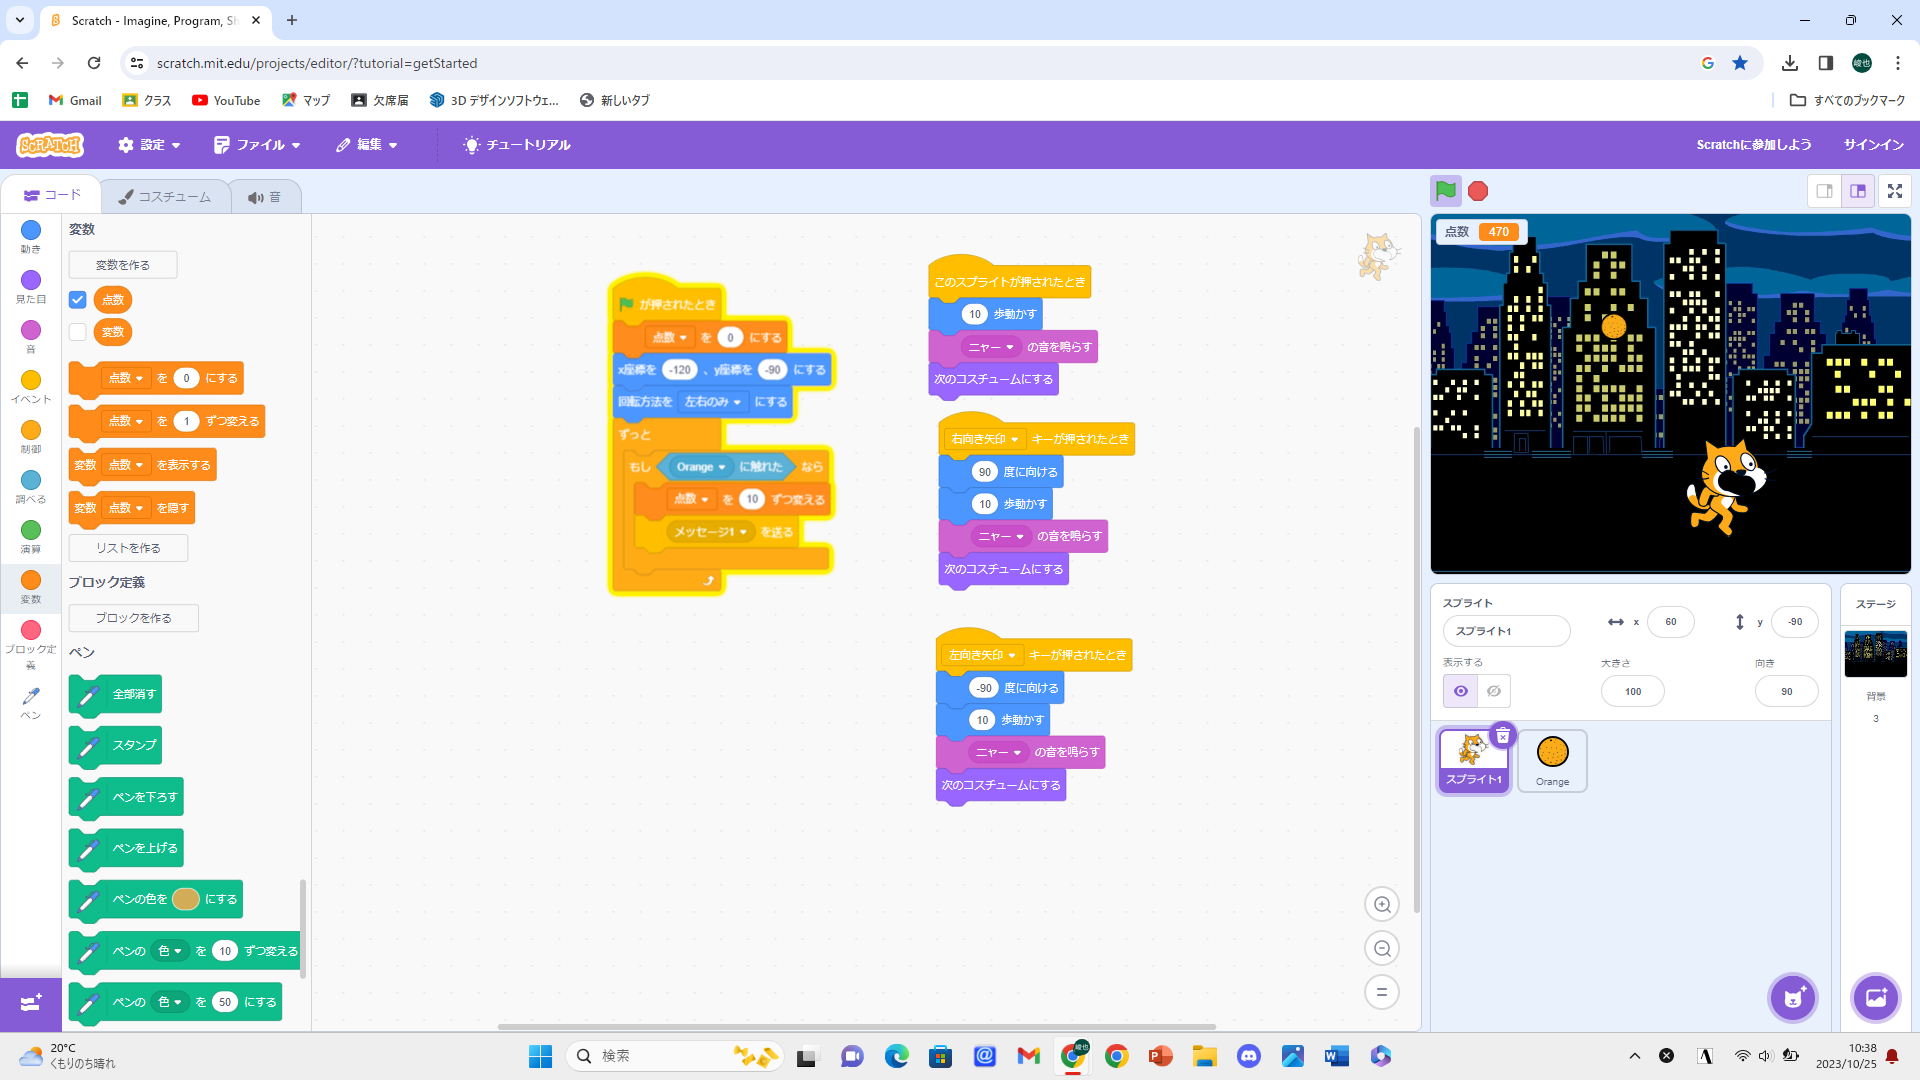 Scratch - Imagine, Program, Sh
scratch.mit.edu/projects/editor/?tutorial=getStarted
峻也
Gmail
クラス
YouTube
マップ
欠席届
3D デザインソフトウェ...
新しいタブ
すべてのブックマーク
SCRATCH
設定
ファイル
編集
チュートリアル
Scratchに参加しよう
サインイン
コード
コスチューム
音
動き
見た目
音
イベント
制御
調べる
演算
変数
ブロック定義
ペン
変数
変数を作る
点数
変数
点数 を 0 にする
点数 を 1 ずつ変える
変数 点数 を表示する
変数 点数 を隠す
リストを作る
ブロック定義
ブロックを作る
ペン
全部消す
スタンプ
ペンを下ろす
ペンを上げる
ペンの色を にする
ペンの 色 を 10 ずつ変える
ペンの 色 を 50 にする
が押されたとき
点数 を 0 にする
x座標を -120 、y座標を -90 にする
回転方法を 左右のみ にする
ずっと
もし Orange に触れた なら
点数 を 10 ずつ変える
メッセージ1 を送る
このスプライトが押されたとき
10 歩動かす
ニャー の音を鳴らす
次のコスチュームにする
右向き矢印 キーが押されたとき
90 度に向ける
10 歩動かす
ニャー の音を鳴らす
次のコスチュームにする
左向き矢印 キーが押されたとき
-90 度に向ける
10 歩動かす
ニャー の音を鳴らす
次のコスチュームにする
点数 470
スプライト
スプライト1
x 60
y -90
表示する
大きさ
100
向き
90
スプライト1
Orange
ステージ
背景
3
20°C
くもりのち晴れ
検索
峻也
A
10:38
2023/10/25